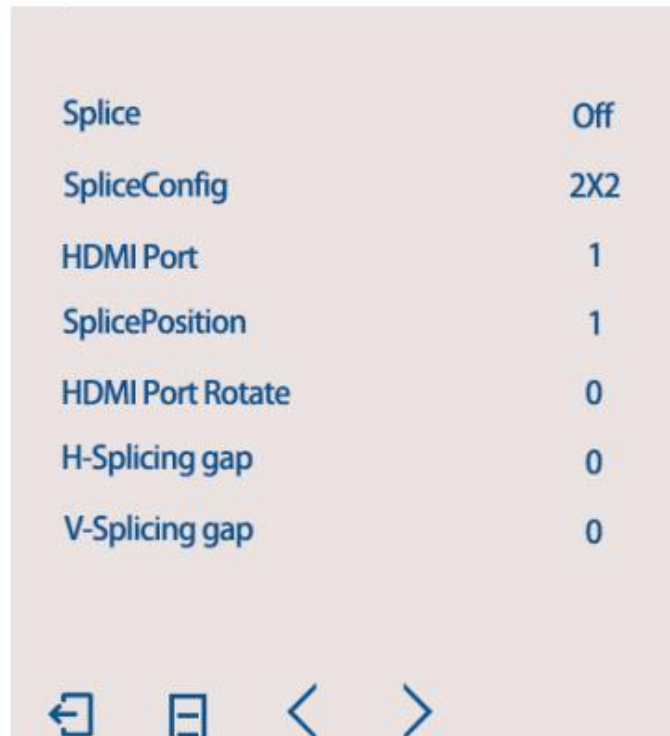 Splice Off
SpliceConfig 2X2
HDMI Port 1
SplicePosition 1
HDMI Port Rotate 0
H-Splicing gap 0
V-Splicing gap 0